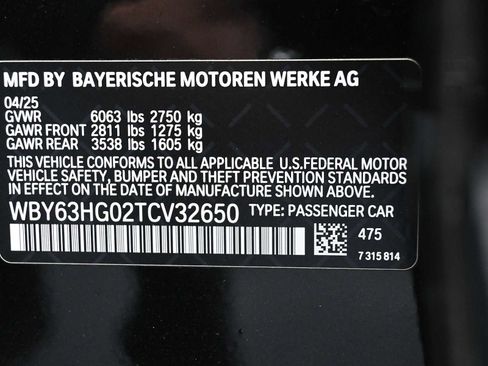 MFD BY BAYERISCHE MOTOREN WERKE AG
04/25
GVWR 6063 lbs 2750 kg
GAWR FRONT 2811 lbs 1275 kg
GAWR REAR 3538 lbs 1605 kg
THIS VEHICLE CONFORMS TO ALL APPLICABLE U.S.FEDERAL MOTOR
VEHICLE SAFETY, BUMPER AND THEFT PREVENTION STANDARDS
IN EFFECT ON THE DATE OF MANUFACTURE SHOWN ABOVE.
WBY63HG02TCV32650 TYPE: PASSENGER CAR
475
7 315 814